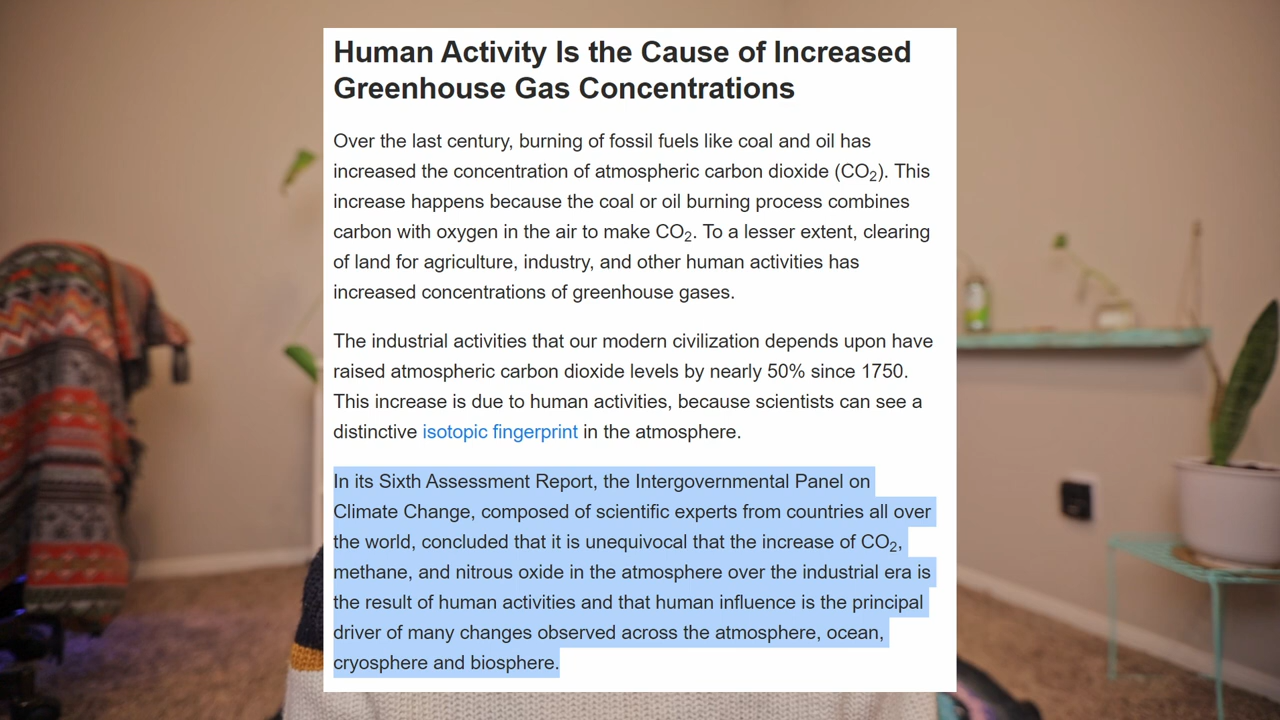 Human Activity Is the Cause of Increased
Greenhouse Gas Concentrations
Over the last century, burning of fossil fuels like coal and oil has
increased the concentration of atmospheric carbon dioxide (CO₂). This
increase happens because the coal or oil burning process combines
carbon with oxygen in the air to make CO₂. To a lesser extent, clearing
of land for agriculture, industry, and other human activities has
increased concentrations of greenhouse gases.
The industrial activities that our modern civilization depends upon have
raised atmospheric carbon dioxide levels by nearly 50% since 1750.
This increase is due to human activities, because scientists can see a
distinctive isotopic fingerprint in the atmosphere.
In its Sixth Assessment Report, the Intergovernmental Panel on
Climate Change, composed of scientific experts from countries all over
the world, concluded that it is unequivocal that the increase of CO₂,
methane, and nitrous oxide in the atmosphere over the industrial era is
the result of human activities and that human influence is the principal
driver of many changes observed across the atmosphere, ocean,
cryosphere and biosphere.